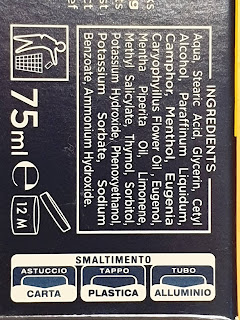 INGREDIENTS
Aqua, Stearic Acid, Glycerin, Cetyl
Alcohol, Paraffinum Liquidum,
Camphor, Menthol, Eugenia
Caryophyllus Flower Oil, Eugenol,
Mentha Piperita Oil, Limonene,
Methyl Salicylate, Thymol, Sorbitol,
Potassium Hydroxide, Phenoxyethanol,
Potassium Sorbate, Sodium
Benzoate, Ammonium Hydroxide.
75ml e
12 M
SMALTIMENTO
ASTUCCIO
CARTA
TAPPO
PLASTICA
TUBO
ALLUMINIO